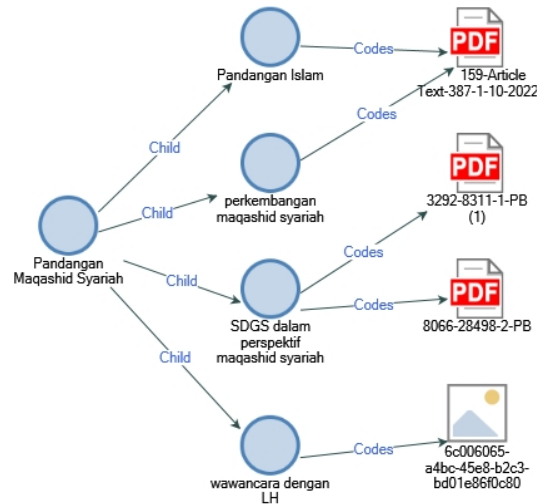 Pandangan Islam
Codes
PDF
159-Article
Text-387-1-10-2022
Child
Codes
perkembangan
maqashid syariah
Child
PDF
3292-8311-1-PB
(1)
Pandangan
Maqashid Syariah
Child
SDGS dalam
perspektif
maqashid syariah
Codes
Codes
PDF
8066-28498-2-PB
Child
wawancara dengan
LH
Codes
6c006065-
a4bc-45e8-b2c3-
bd01e86f0c80